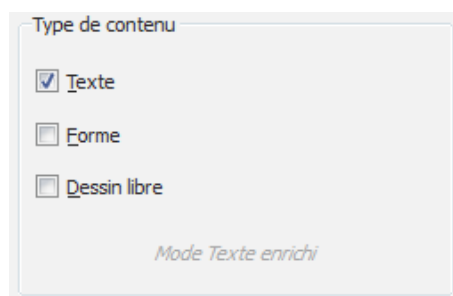 Type de contenu
Texte
Forme
Dessin libre
Mode Texte enrichi